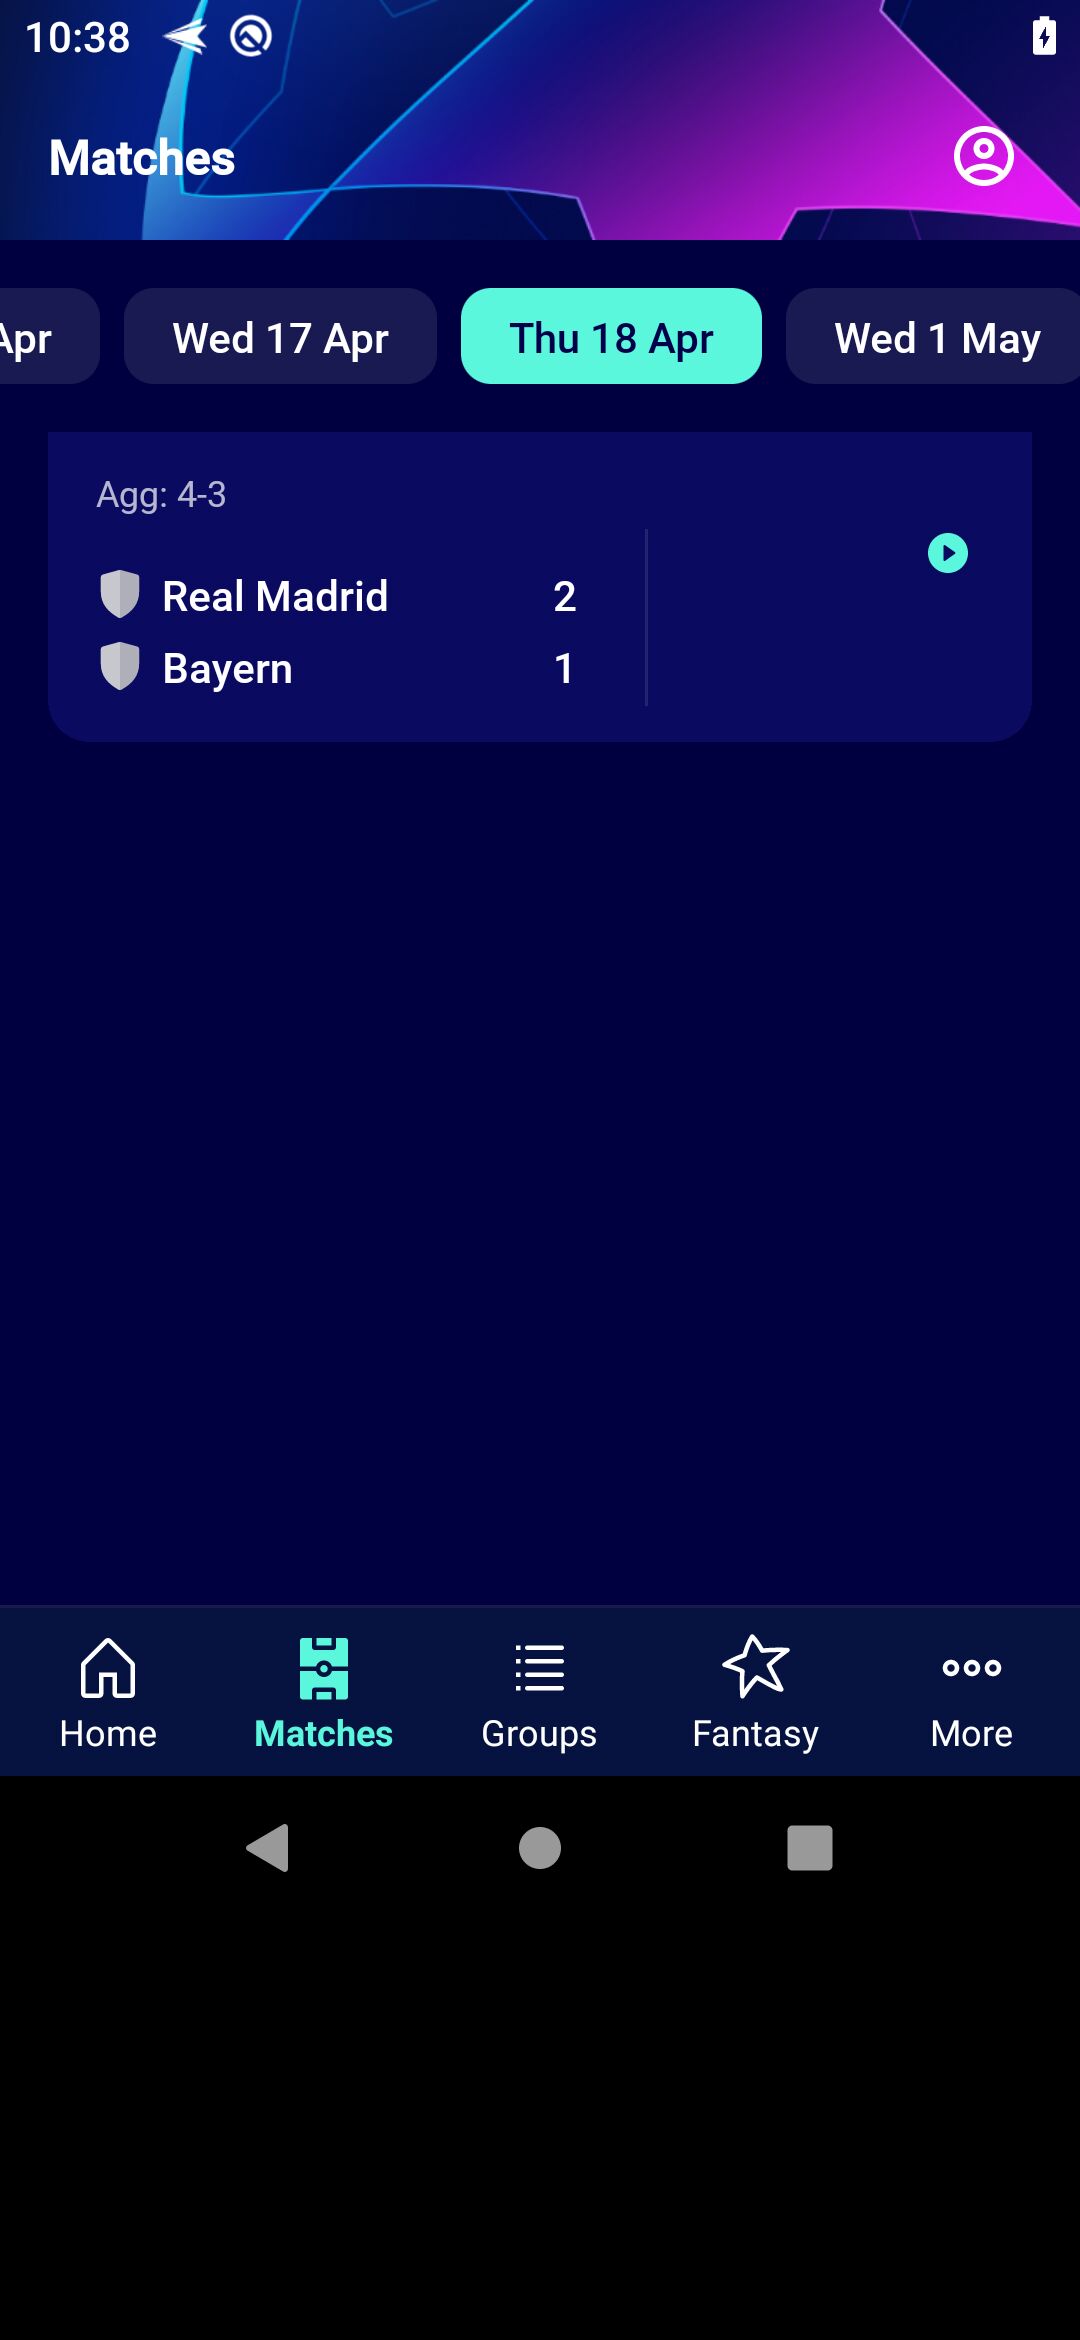 10:38
Matches
Apr
Wed 17 Apr
Thu 18 Apr
Wed 1 May
Agg: 4-3
Real Madrid 2
Bayern 1
Home
Matches
Groups
Fantasy
More